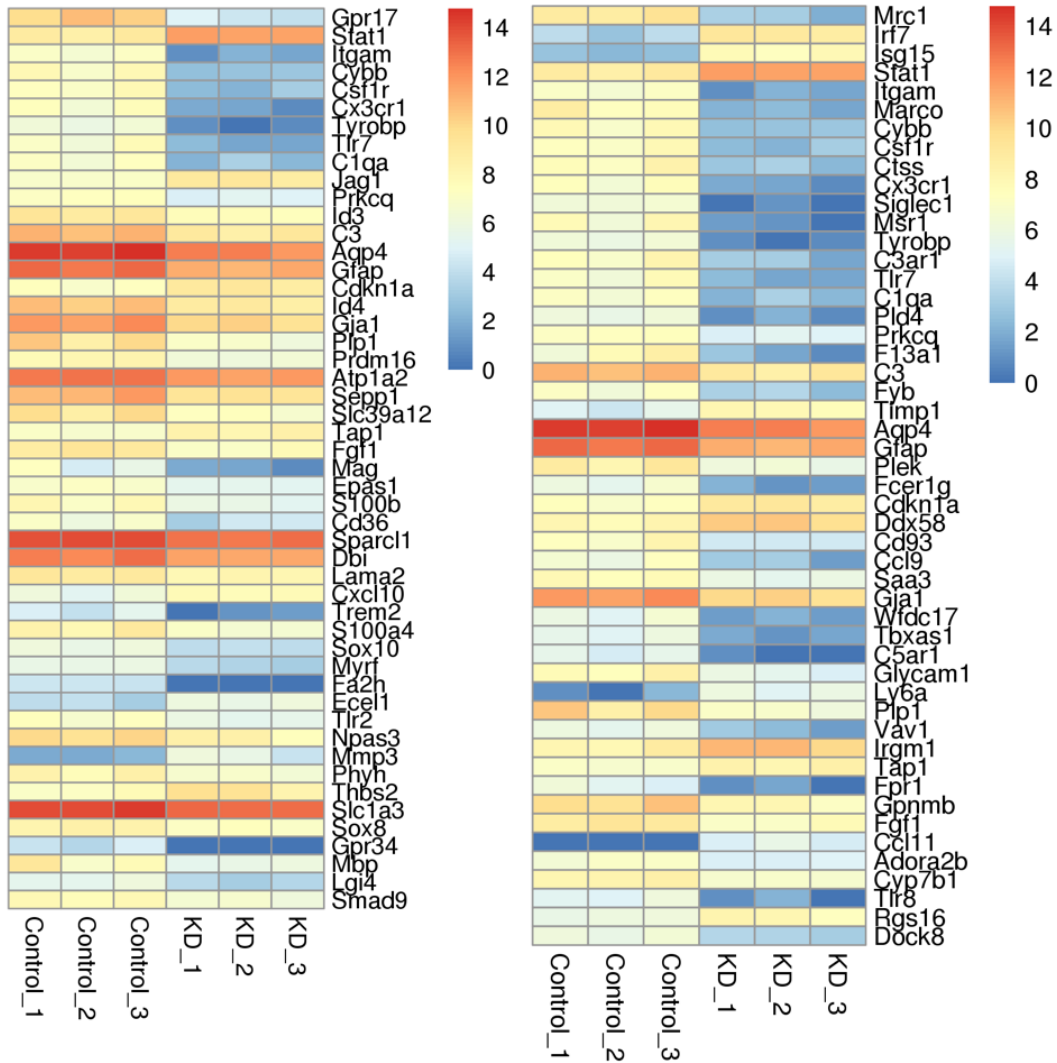 Gpr17
Stat1
Itgam
Cybb
Csf1r
Cx3cr1
Tyrobp
Tlr7
C1qa
Jag1
Prkcq
Id3
C3
Aqp4
Gfap
Cdkn1a
Id4
Gja1
Plp1
Prdm16
Atp1a2
Sepp1
Slc39a12
Tap1
Fgf1
Mag
Epas1
S100b
Cd36
Sparcl1
Dbi
Lama2
Cxcl10
Trem2
S100a4
Sox10
Myrf
Fa2h
Ecel1
Tlr2
Npas3
Mmp3
Phyh
Thbs2
Slc1a3
Sox8
Gpr34
Mbp
Lgi4
Smad9
Control_1
Control_2
Control_3
KD_1
KD_2
KD_3
14
12
10
8
6
4
2
0
Mrc1
Irf7
Isg15
Stat1
Itgam
Marco
Cybb
Csf1r
Ctss
Cx3cr1
Siglec1
Msr1
Tyrobp
C3ar1
Tlr7
C1qa
Pld4
Prkcq
F13a1
C3
Fyb
Timp1
Aqp4
Gfap
Plek
Fcer1g
Cdkn1a
Ddx58
Cd93
Ccl9
Saa3
Gja1
Wfdc17
Tbxas1
C5ar1
Glycam1
Ly6a
Plp1
Vav1
Irgm1
Tap1
Fpr1
Gpnmb
Fgf1
Ccl11
Adora2b
Cyp7b1
Tlr8
Rgs16
Dock8
Control_1
Control_2
Control_3
KD_1
KD_2
KD_3
14
12
10
8
6
4
2
0